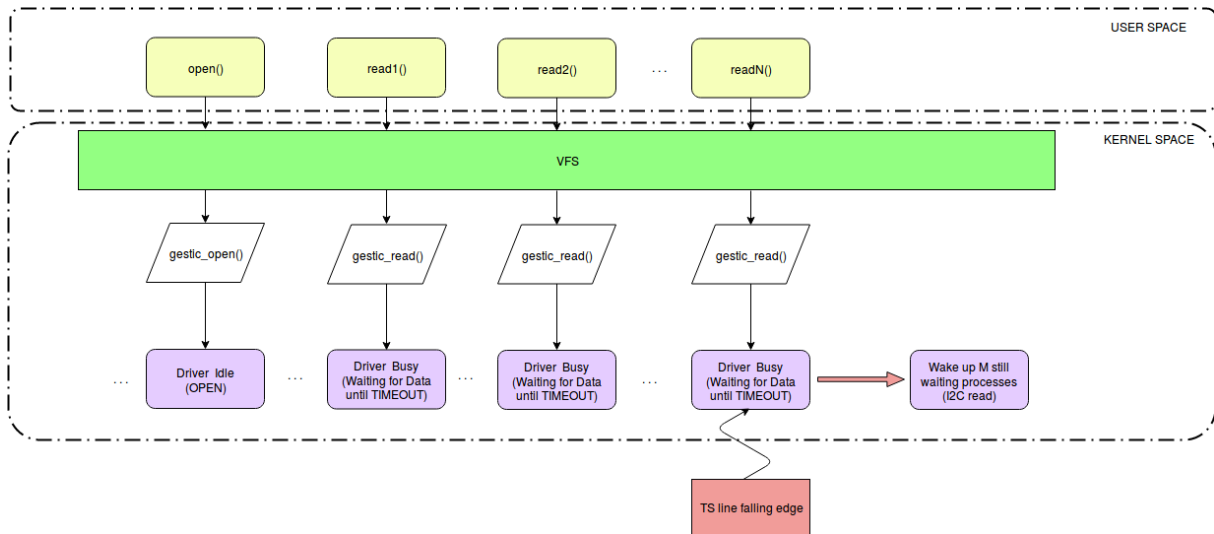 USER SPACE
open()
read1()
read2()
...
readN()
KERNEL SPACE
VFS
gestic_open()
gestic_read()
gestic_read()
gestic_read()
...
Driver Idle
(OPEN)
...
Driver Busy
(Waiting for Data
until TIMEOUT)
...
Driver Busy
(Waiting for Data
until TIMEOUT)
...
Driver Busy
(Waiting for Data
until TIMEOUT)
Wake up M still
waiting processes
(I2C read)
TS line falling edge